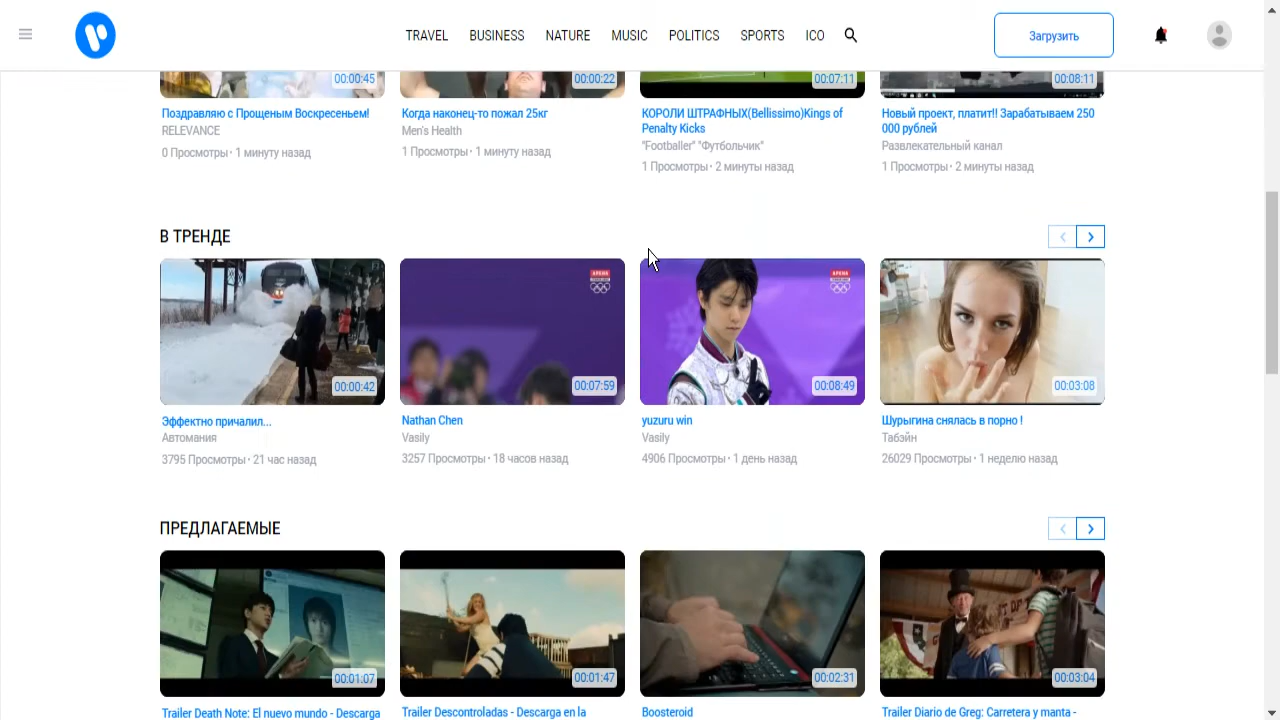 TRAVEL BUSINESS NATURE MUSIC POLITICS SPORTS ICO Загрузить
00:00:45 00:00:22 00:07:11 00:08:11
Поздравляю с Прощеным Воскресеньем!
RELEVANCE
0 Просмотры · 1 минуту назад
Когда наконец-то пожал 25кг
Men's Health
1 Просмотры · 1 минуту назад
КОРОЛИ ШТРАФНЫХ(Bellissimo)Kings of
Penalty Kicks
"Footballer" "Футбольчик"
1 Просмотры · 2 минуты назад
Новый проект, платит!! Зарабатываем 250
000 рублей
Развлекательный канал
1 Просмотры · 2 минуты назад
В ТРЕНДЕ
00:00:42
Эффектно причалил...
Автомания
3795 Просмотры · 21 час назад
ARENA
00:07:59
Nathan Chen
Vasily
3257 Просмотры · 18 часов назад
ARENA
00:08:49
yuzuru win
Vasily
4906 Просмотры · 1 день назад
00:03:08
Шурыгина снялась в порно !
Табэйн
26029 Просмотры · 1 неделю назад
ПРЕДЛАГАЕМЫЕ
00:01:07
Trailer Death Note: El nuevo mundo - Descarga
00:01:47
Trailer Descontroladas - Descarga en la
00:02:31
Boosteroid
00:03:04
Trailer Diario de Greg: Carretera y manta -